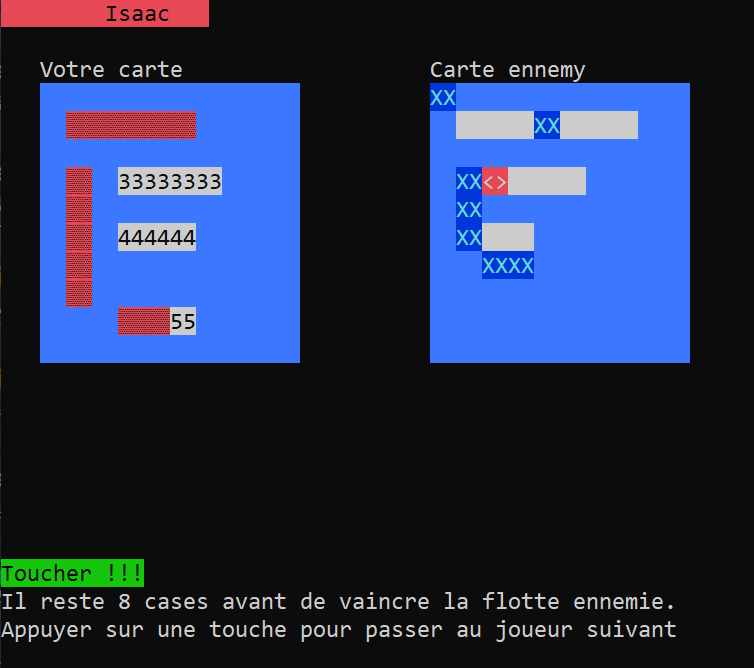 Isaac
Votre carte Carte ennemy
XX
XX
33333333 XX<>
XX
444444 XX
XXXX
55
Toucher !!!
Il reste 8 cases avant de vaincre la flotte ennemie.
Appuyer sur une touche pour passer au joueur suivant